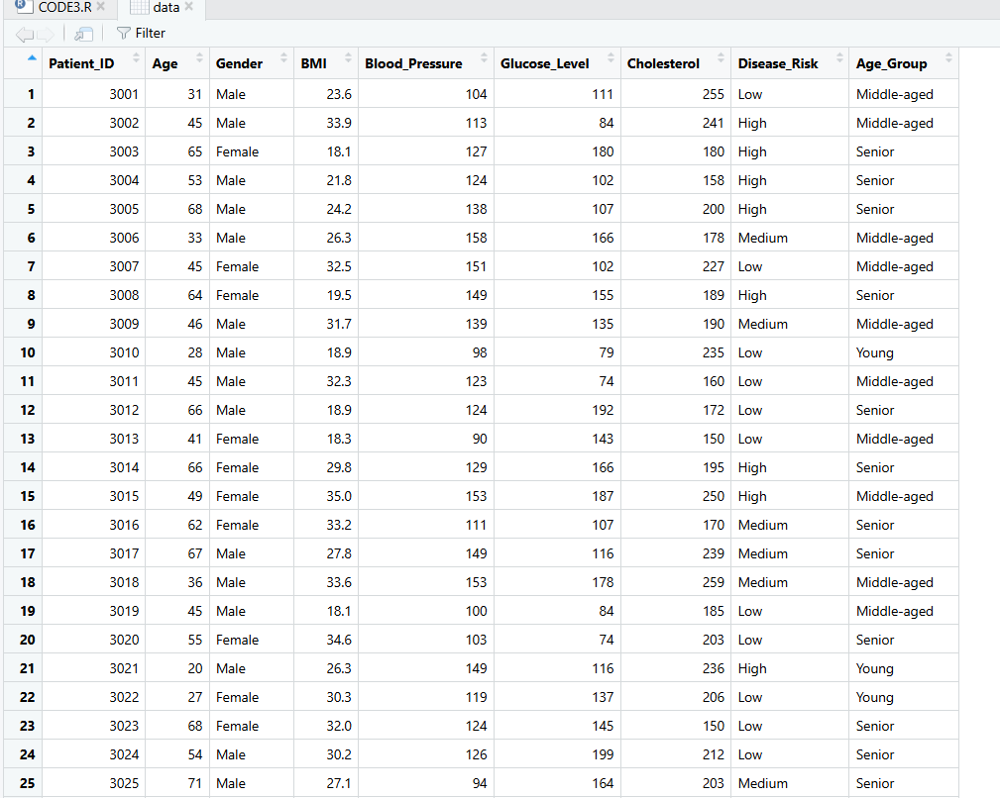 CODE3.R data
Filter
Patient_ID Age Gender BMI Blood_Pressure Glucose_Level Cholesterol Disease_Risk Age_Group
1 3001 31 Male 23.6 104 111 255 Low Middle-aged
2 3002 45 Male 33.9 113 84 241 High Middle-aged
3 3003 65 Female 18.1 127 180 180 High Senior
4 3004 53 Male 21.8 124 102 158 High Senior
5 3005 68 Male 24.2 138 107 200 High Senior
6 3006 33 Male 26.3 158 166 178 Medium Middle-aged
7 3007 45 Female 32.5 151 102 227 Low Middle-aged
8 3008 64 Female 19.5 149 155 189 High Senior
9 3009 46 Male 31.7 139 135 190 Medium Middle-aged
10 3010 28 Male 18.9 98 79 235 Low Young
11 3011 45 Male 32.3 123 74 160 Low Middle-aged
12 3012 66 Male 18.9 124 192 172 Low Senior
13 3013 41 Female 18.3 90 143 150 Low Middle-aged
14 3014 66 Female 29.8 129 166 195 High Senior
15 3015 49 Female 35.0 153 187 250 High Middle-aged
16 3016 62 Female 33.2 111 107 170 Medium Senior
17 3017 67 Male 27.8 149 116 239 Medium Senior
18 3018 36 Male 33.6 153 178 259 Medium Middle-aged
19 3019 45 Male 18.1 100 84 185 Low Middle-aged
20 3020 55 Female 34.6 103 74 203 Low Senior
21 3021 20 Male 26.3 149 116 236 High Young
22 3022 27 Female 30.3 119 137 206 Low Young
23 3023 68 Female 32.0 124 145 150 Low Senior
24 3024 54 Male 30.2 126 199 212 Low Senior
25 3025 71 Male 27.1 94 164 203 Medium Senior